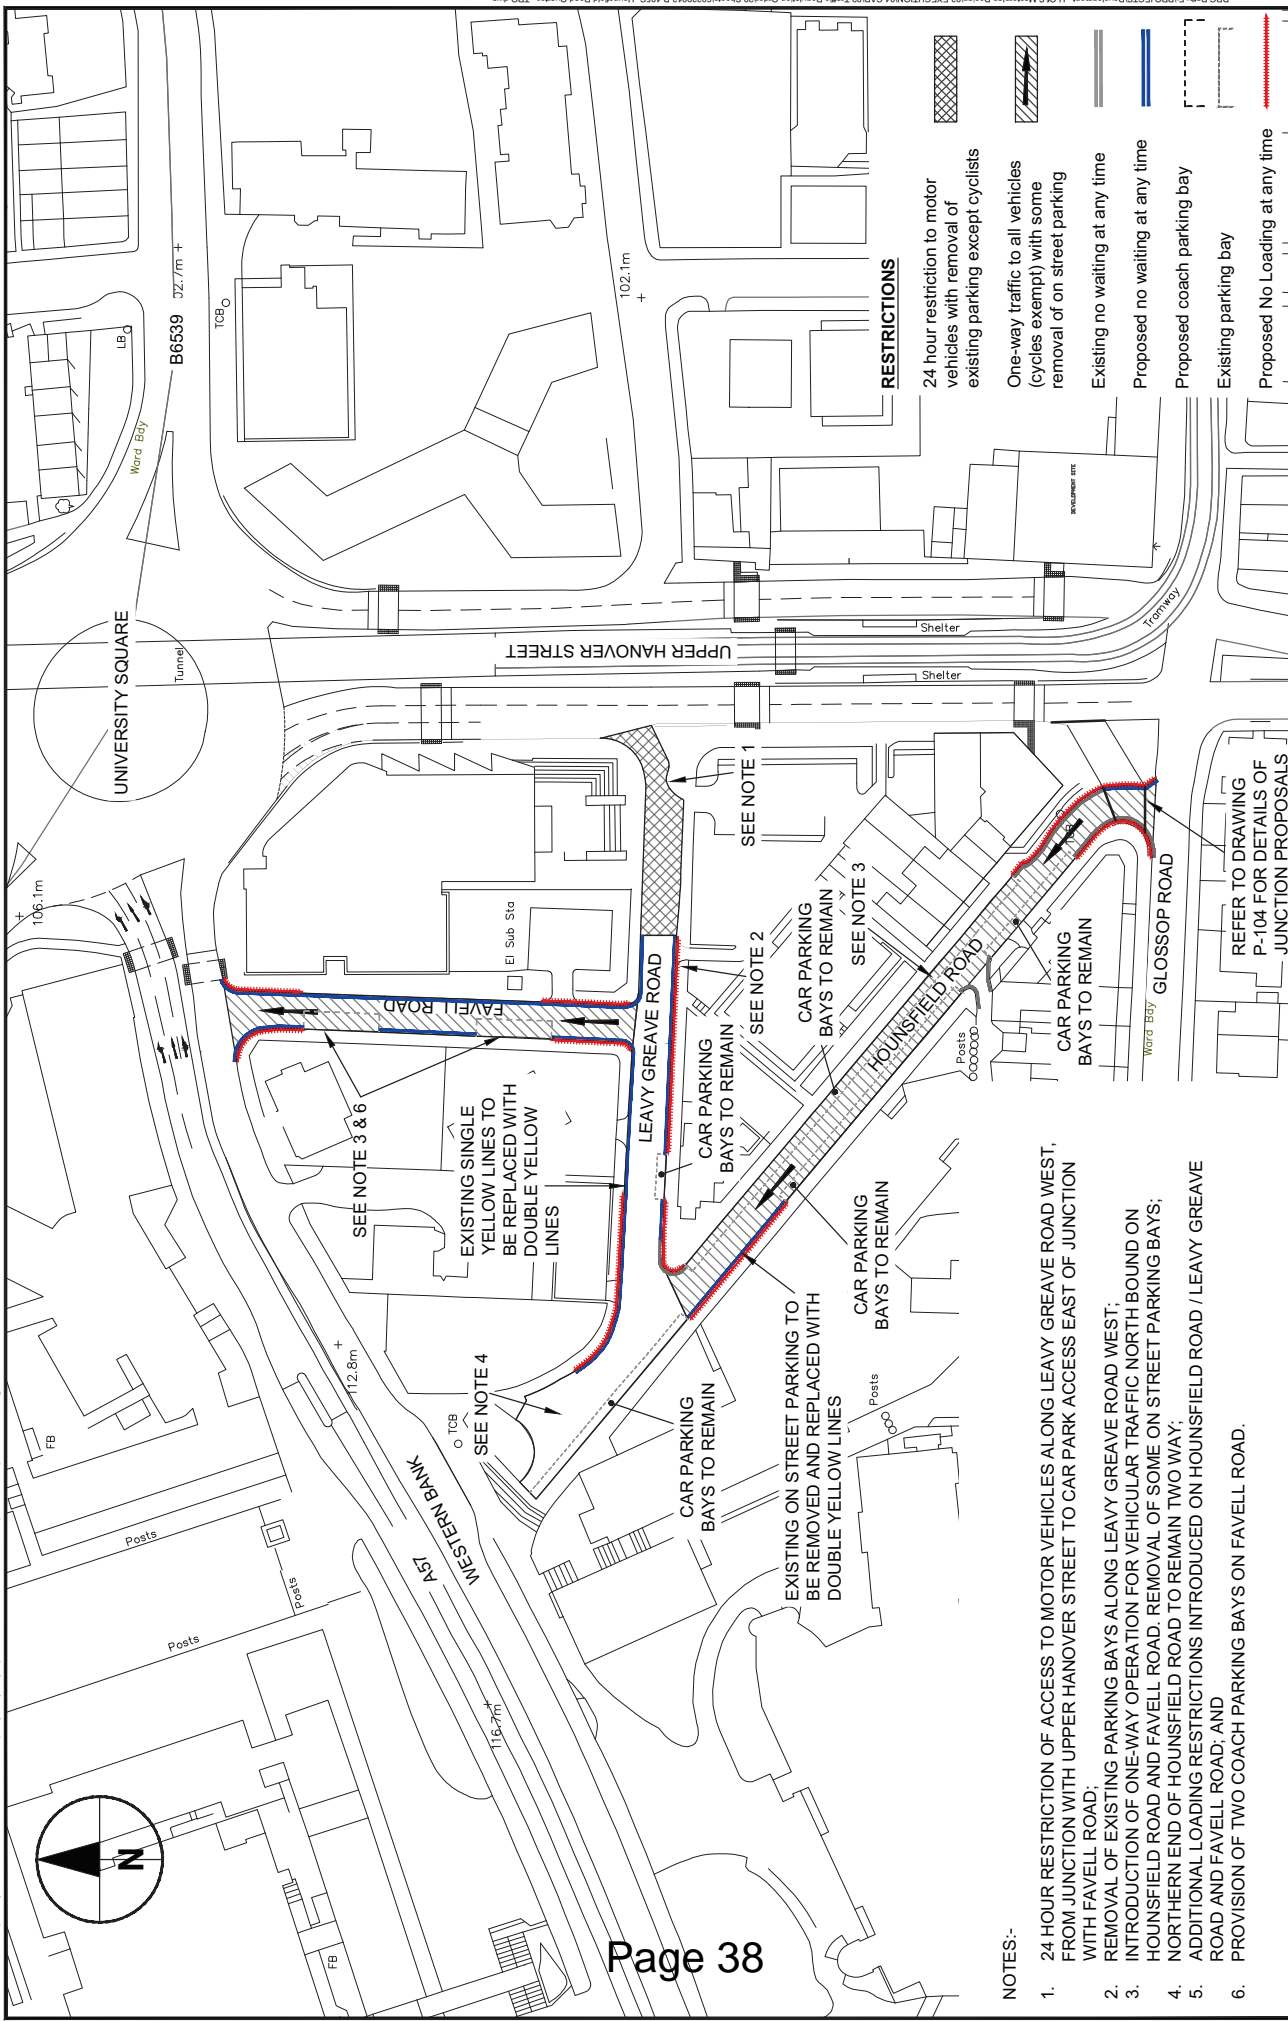 UNIVERSITY SQUARE
Tunnel
106.1m
B6539
Ward Bdy
LB
TCB
102.1m
UPPER HANOVER STREET
Shelter
Shelter
Tramway
DEVELOPMENT SITE
El Sub Sta
FAVELL ROAD
LEAVY GREAVE ROAD
SEE NOTE 1
SEE NOTE 2
SEE NOTE 3
SEE NOTE 3 & 6
SEE NOTE 4
EXISTING SINGLE
YELLOW LINES TO
BE REPLACED WITH
DOUBLE YELLOW
LINES
CAR PARKING
BAYS TO REMAIN
CAR PARKING
BAYS TO REMAIN
HOUNSFIELD ROAD
CAR PARKING
BAYS TO REMAIN
CAR PARKING
BAYS TO REMAIN
CAR PARKING
BAYS TO REMAIN
EXISTING ON STREET PARKING TO
BE REMOVED AND REPLACED WITH
DOUBLE YELLOW LINES
GLOSSOP ROAD
Ward Bdy
REFER TO DRAWING
P-104 FOR DETAILS OF
JUNCTION PROPOSALS
Posts
Posts
Posts
Posts
Posts
TCB
112.8m
116.7m
A57
WESTERN BANK
FB
FB
N
RESTRICTIONS
24 hour restriction to motor
vehicles with removal of
existing parking except cyclists
One-way traffic to all vehicles
(cycles exempt) with some
removal of on street parking
Existing no waiting at any time
Proposed no waiting at any time
Proposed coach parking bay
Existing parking bay
Proposed No Loading at any time
NOTES:-
1. 24 HOUR RESTRICTION OF ACCESS TO MOTOR VEHICLES ALONG LEAVY GREAVE ROAD WEST,
FROM JUNCTION WITH UPPER HANOVER STREET TO CAR PARK ACCESS EAST OF JUNCTION
WITH FAVELL ROAD;
2. REMOVAL OF EXISTING PARKING BAYS ALONG LEAVY GREAVE ROAD WEST;
3. INTRODUCTION OF ONE-WAY OPERATION FOR VEHICULAR TRAFFIC NORTH BOUND ON
HOUNSFIELD ROAD AND FAVELL ROAD. REMOVAL OF SOME ON STREET PARKING BAYS;
4. NORTHERN END OF HOUNSFIELD ROAD TO REMAIN TWO WAY;
5. ADDITIONAL LOADING RESTRICTIONS INTRODUCED ON HOUNSFIELD ROAD / LEAVY GREAVE
ROAD AND FAVELL ROAD; AND
6. PROVISION OF TWO COACH PARKING BAYS ON FAVELL ROAD.
Page 38